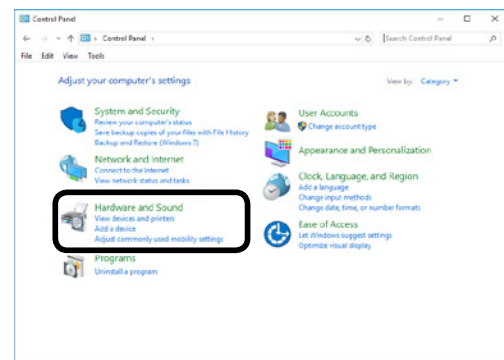 Control Panel
Control Panel
Search Control Panel
File Edit View Tools
Adjust your computer's settings
View by: Category
System and Security
Review your computer's status
Save backup copies of your files with File History
Backup and Restore (Windows 7)
Network and Internet
Connect to the Internet
View network status and tasks
Hardware and Sound
View devices and printers
Add a device
Adjust commonly used mobility settings
Programs
Uninstall a program
User Accounts
Change account type
Appearance and Personalization
Clock, Language, and Region
Add a language
Change input methods
Change date, time, or number formats
Ease of Access
Let Windows suggest settings
Optimize visual display